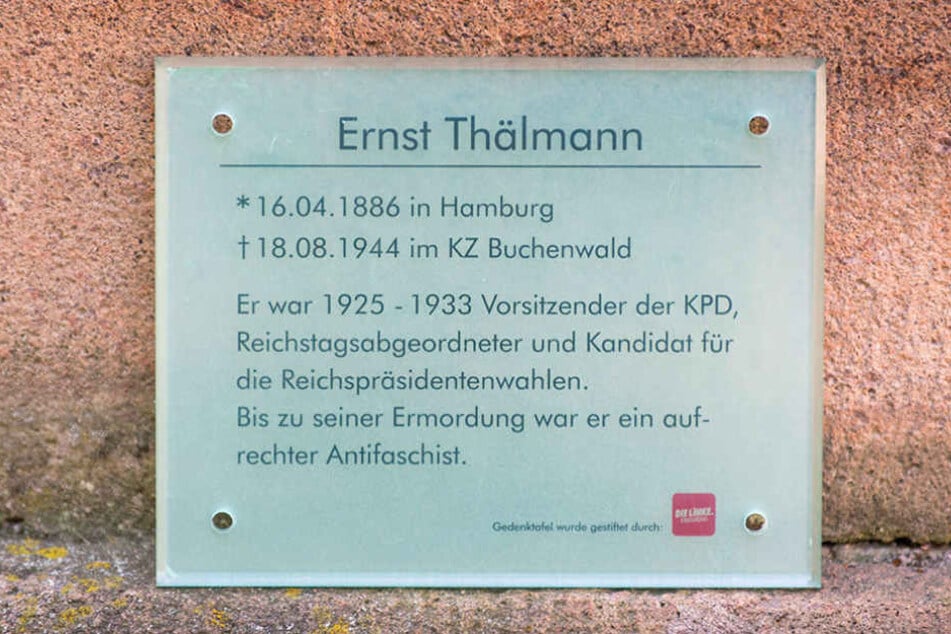 Ernst Thälmann
* 16.04.1886 in Hamburg
† 18.08.1944 im KZ Buchenwald
Er war 1925 - 1933 Vorsitzender der KPD,
Reichstagsabgeordneter und Kandidat für
die Reichspräsidentenwahlen.
Bis zu seiner Ermordung war er ein auf-
rechter Antifaschist.
Gedenktafel wurde gestiftet durch:
DIE LINKE.